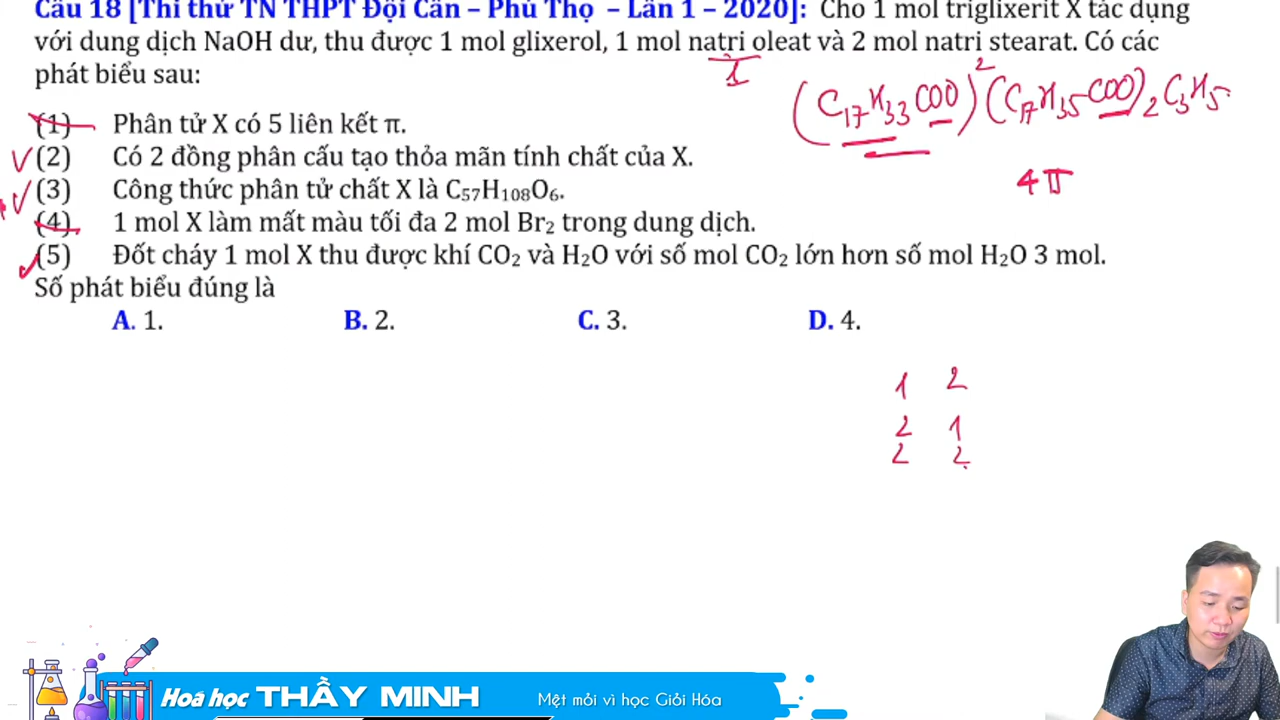 Câu 18 [Thi thử TN THPT Đội Cấn – Phú Thọ – Lần 1 – 2020]: Cho 1 mol triglixerit X tác dụng
với dung dịch NaOH dư, thu được 1 mol glixerol, 1 mol natri oleat và 2 mol natri stearat. Có các
phát biểu sau:
1
(C₁₇H₃₃COO)² (C₁₇H₃₅COO)₂C₃H₅
(1) Phân tử X có 5 liên kết π.
(2) Có 2 đồng phân cấu tạo thỏa mãn tính chất của X.
(3) Công thức phân tử chất X là C₅₇H₁₀₈O₆.
4π
(4) 1 mol X làm mất màu tối đa 2 mol Br₂ trong dung dịch.
(5) Đốt cháy 1 mol X thu được khí CO₂ và H₂O với số mol CO₂ lớn hơn số mol H₂O 3 mol.
Số phát biểu đúng là
A. 1. B. 2. C. 3. D. 4.
1 2
2 1
2 2
Hoá học THẦY MINH Mệt mỏi vì học Giỏi Hóa